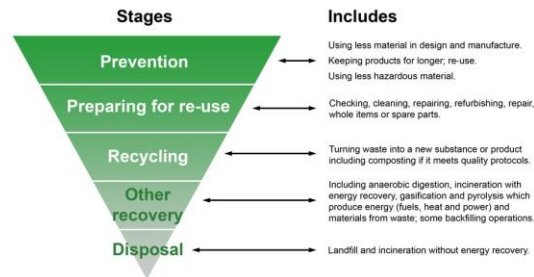 Stages
Includes
Prevention
Using less material in design and manufacture.
Keeping products for longer; re-use.
Using less hazardous material.
Preparing for re-use
Checking, cleaning, repairing, refurbishing, repair,
whole items or spare parts.
Recycling
Turning waste into a new substance or product
including composting if it meets quality protocols.
Other
recovery
Including anaerobic digestion, incineration with
energy recovery, gasification and pyrolysis which
produce energy (fuels, heat and power) and
materials from waste; some backfilling operations.
Disposal
Landfill and incineration without energy recovery.